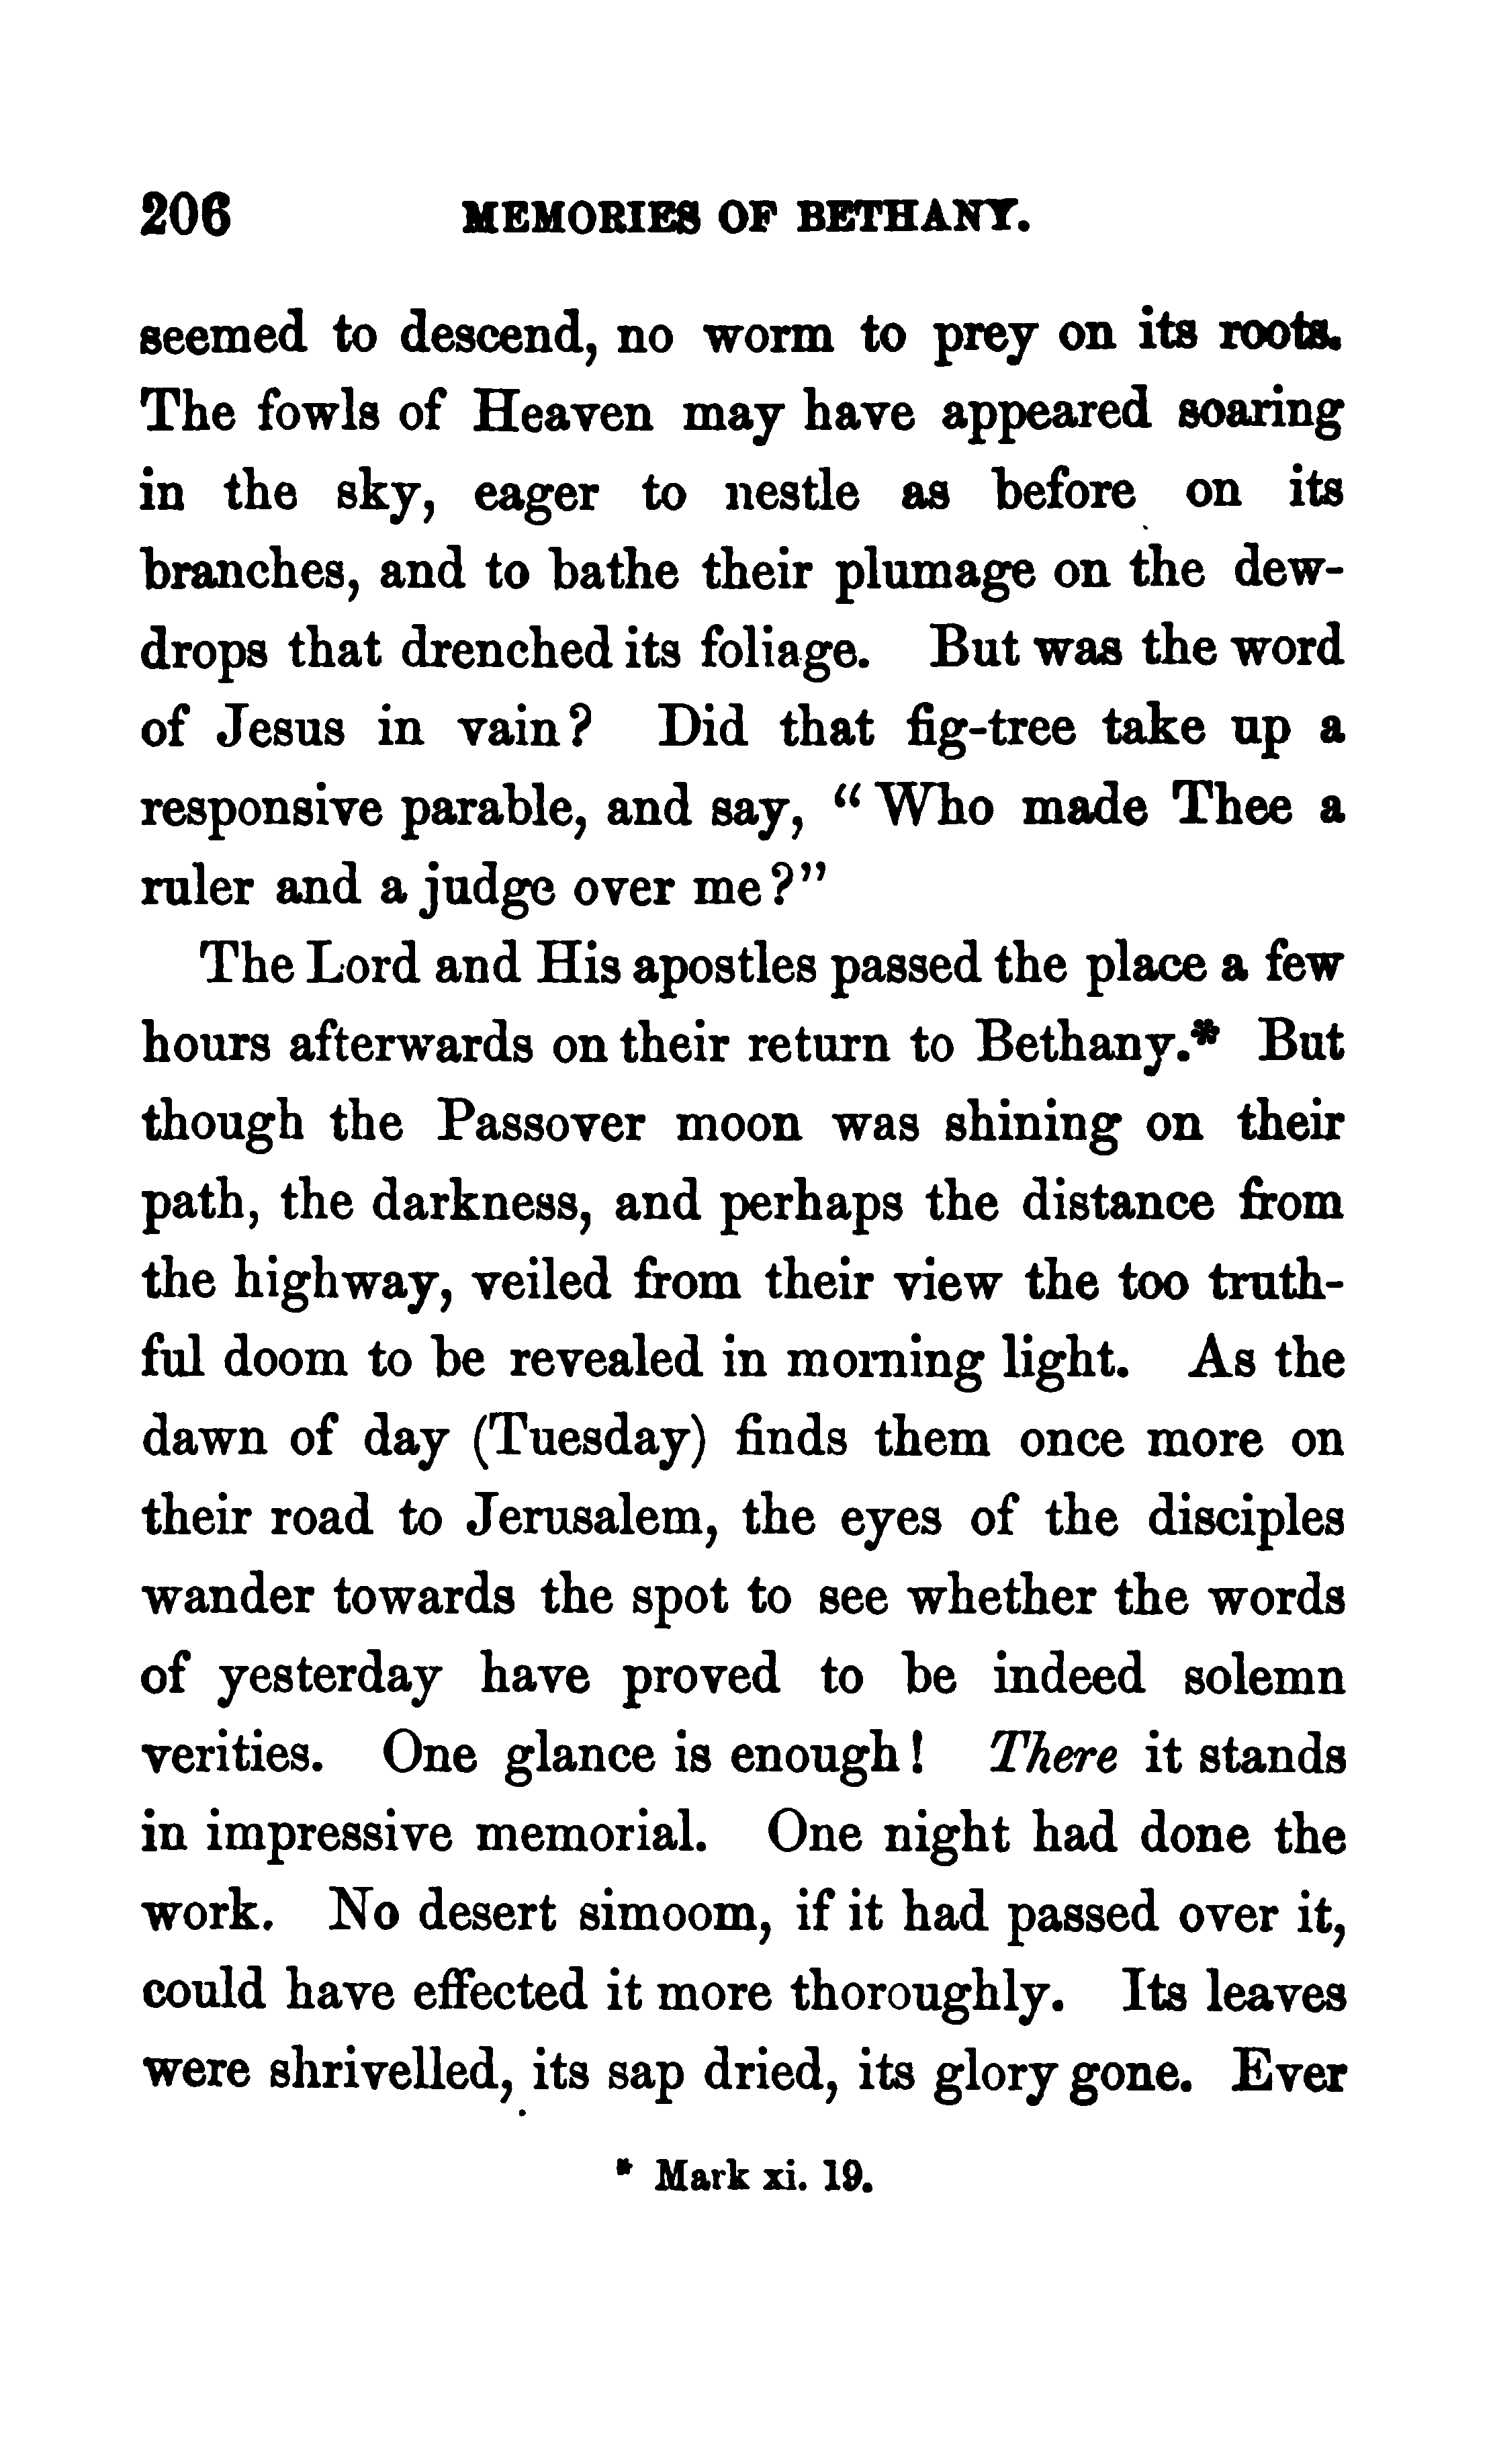 206 MEMORIES OF BETHANY.
seemed to descend, no worm to prey on its roots.
The fowls of Heaven may have appeared soaring
in the sky, eager to nestle as before on its
branches, and to bathe their plumage on the dew-
drops that drenched its foliage. But was the word
of Jesus in vain? Did that fig-tree take up a
responsive parable, and say, “Who made Thee a
ruler and a judge over me?”
The Lord and His apostles passed the place a few
hours afterwards on their return to Bethany.* But
though the Passover moon was shining on their
path, the darkness, and perhaps the distance from
the highway, veiled from their view the too truth-
ful doom to be revealed in morning light. As the
dawn of day (Tuesday) finds them once more on
their road to Jerusalem, the eyes of the disciples
wander towards the spot to see whether the words
of yesterday have proved to be indeed solemn
verities. One glance is enough! There it stands
in impressive memorial. One night had done the
work. No desert simoom, if it had passed over it,
could have effected it more thoroughly. Its leaves
were shrivelled, its sap dried, its glory gone. Ever
* Mark xi. 19.